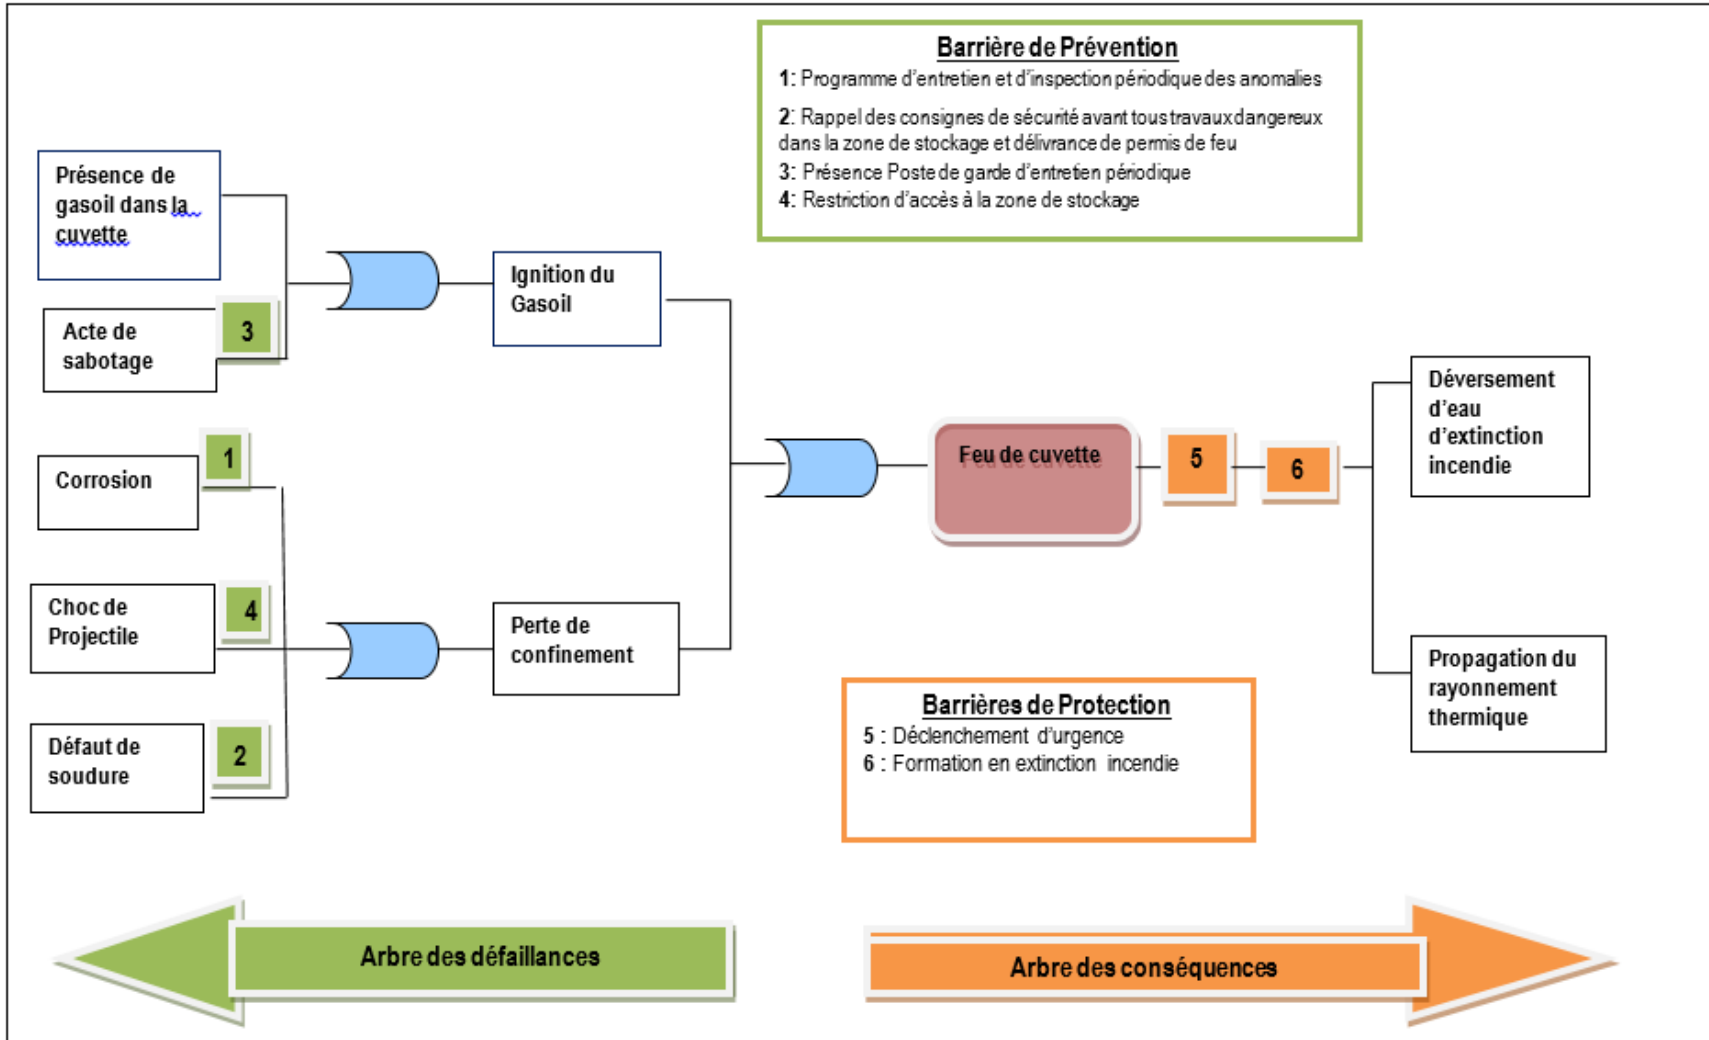 Barrière de Prévention
1: Programme d'entretien et d'inspection périodique des anomalies
2: Rappel des consignes de sécurité avant tous travaux dangereux
dans la zone de stockage et délivrance de permis de feu
3: Présence Poste de garde d'entretien périodique
4: Restriction d'accès à la zone de stockage
Présence de
gasoil dans la
cuvette
Acte de
sabotage
3
Ignition du
Gasoil
Corrosion
1
Choc de
Projectile
4
Défaut de
soudure
2
Perte de
confinement
Feu de cuvette
5
6
Déversement
d'eau
d'extinction
incendie
Propagation du
rayonnement
thermique
Barrières de Protection
5 : Déclenchement d'urgence
6 : Formation en extinction incendie
Arbre des défaillances
Arbre des conséquences